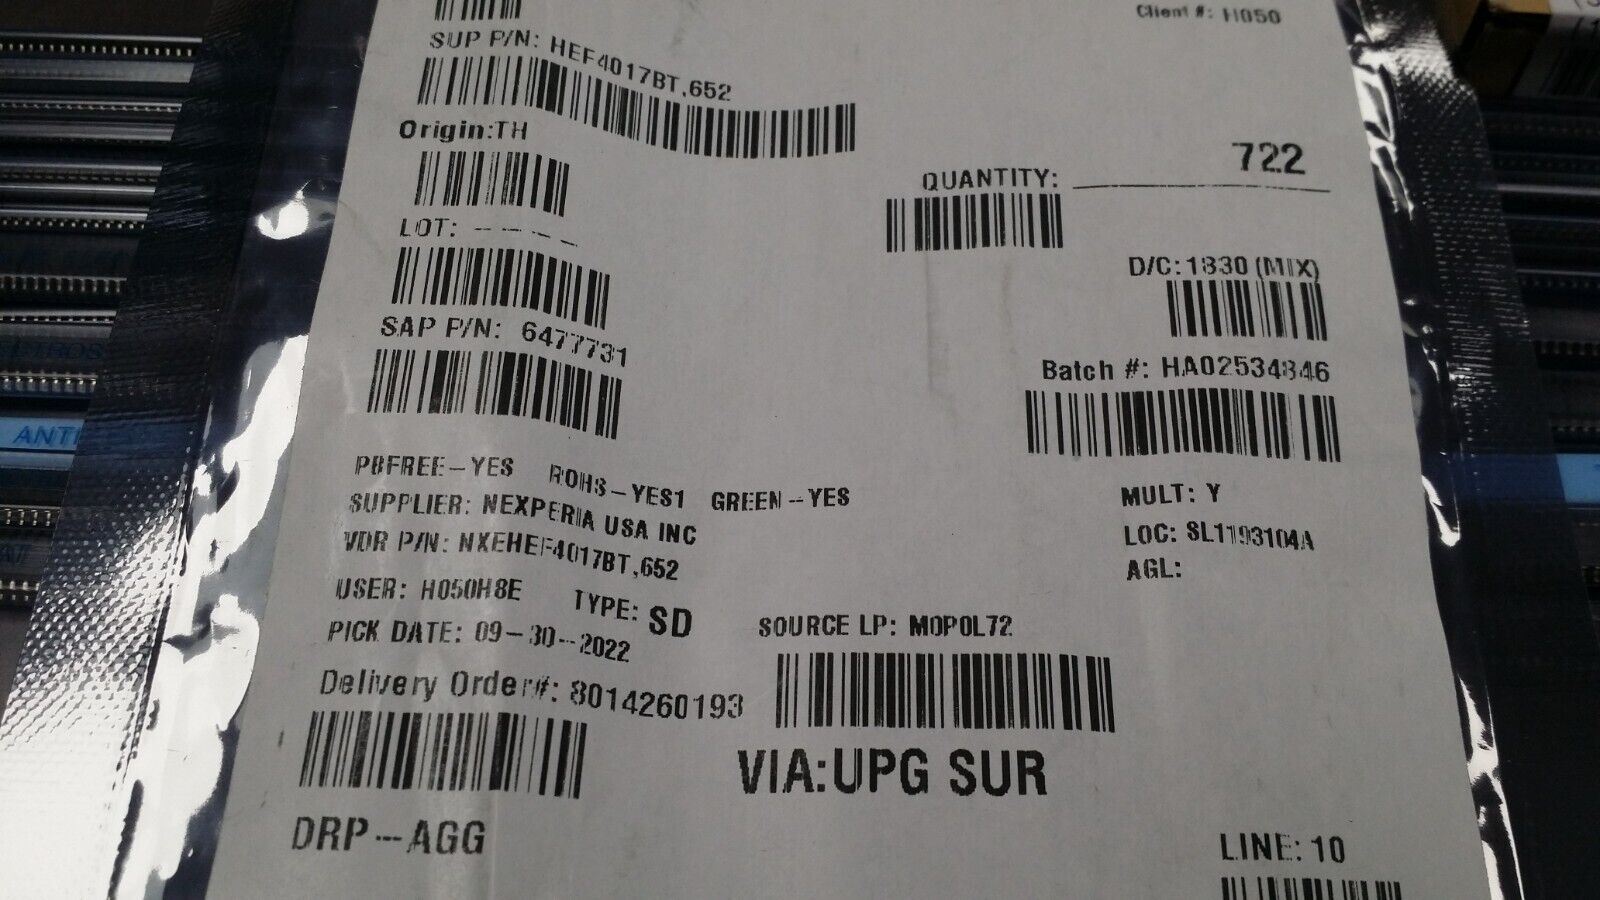 Client #: H050
SUP P/N: HEF4017BT,652
Origin:TH
722
QUANTITY:
LOT: ----
D/C:1830 (MIX)
SAP P/N: 6477731
Batch #: HA02534846
PBFREE-YES ROHS-YES1 GREEN-YES
MULT: Y
SUPPLIER: NEXPERIA USA INC
LOC: SL1193104A
VDR P/N: NXEHEF4017BT,652
AGL:
USER: H050H8E TYPE: SD
SOURCE LP: M0P0L72
PICK DATE: 09-30-2022
Delivery Order#: 8014260193
VIA:UPG SUR
DRP---AGG
LINE: 10
ANTI